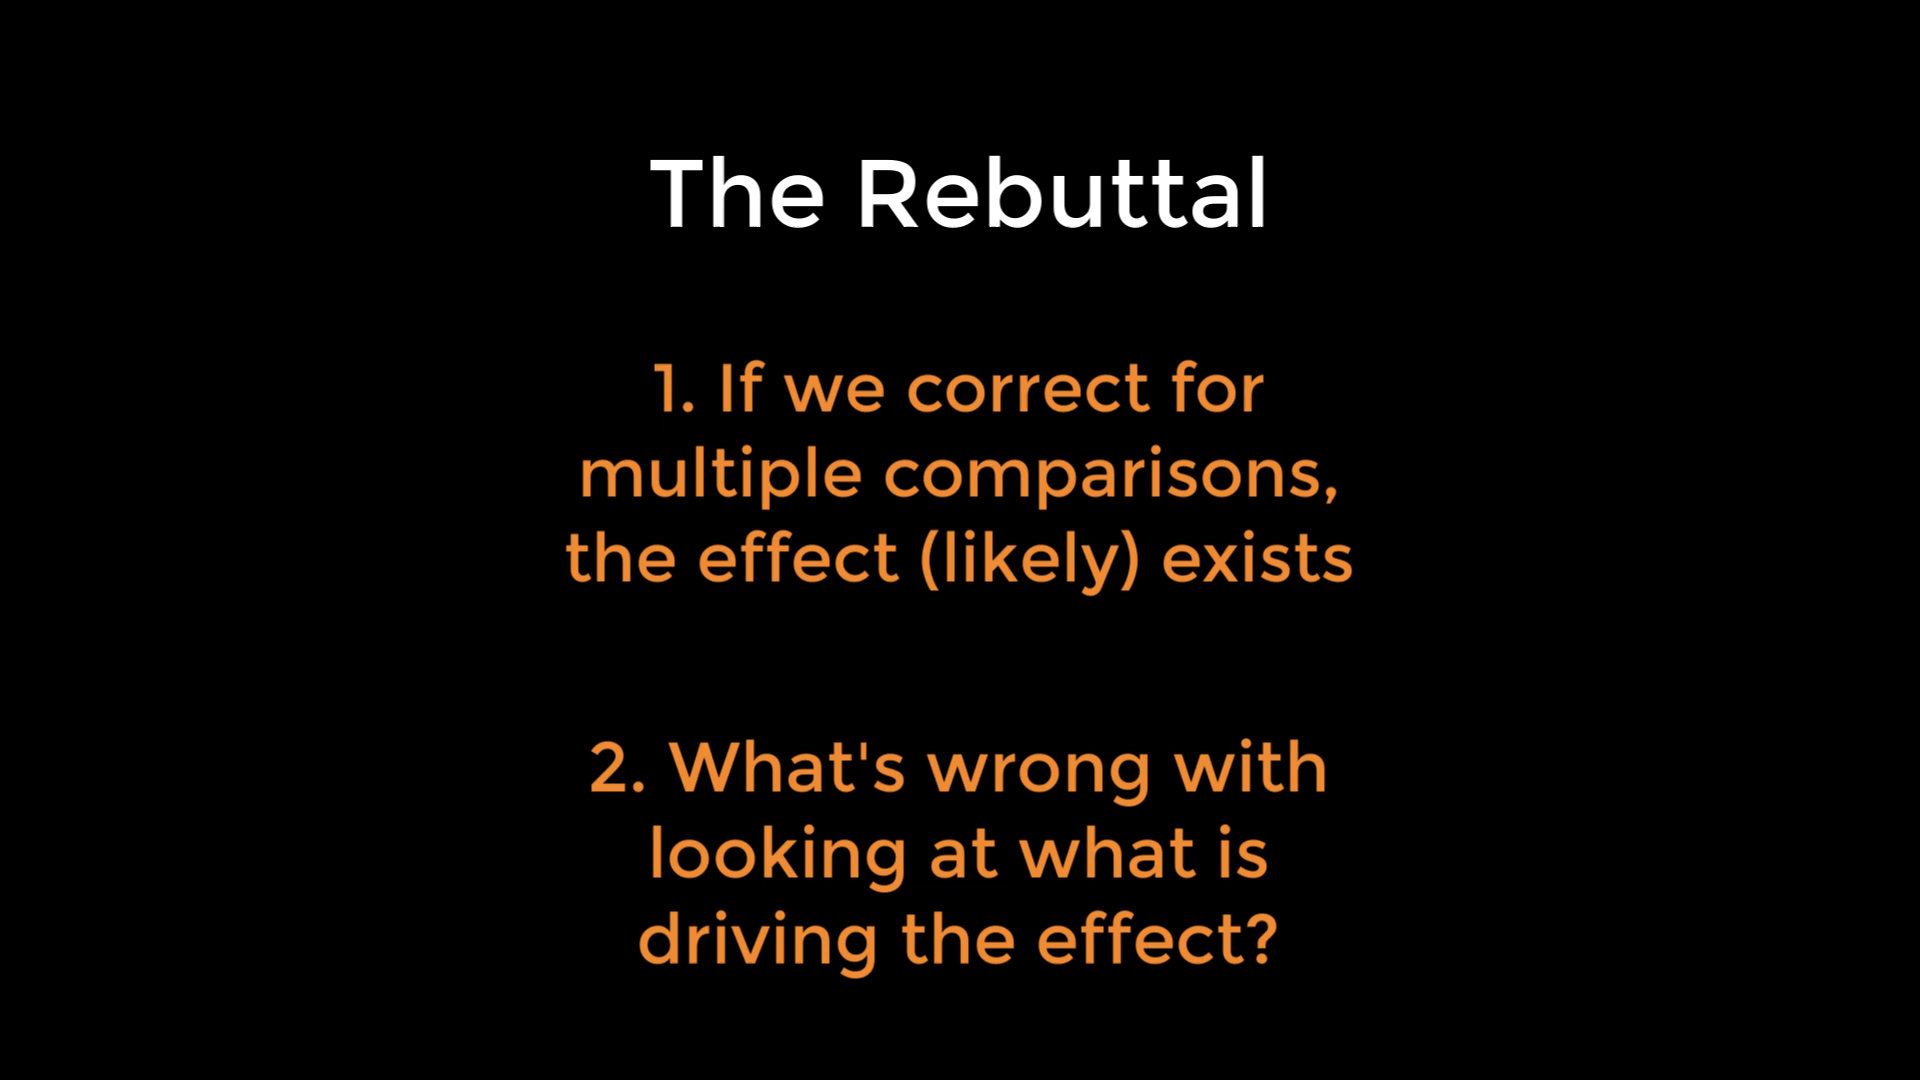 The Rebuttal
1. If we correct for
multiple comparisons,
the effect (likely) exists
2. What's wrong with
looking at what is
driving the effect?